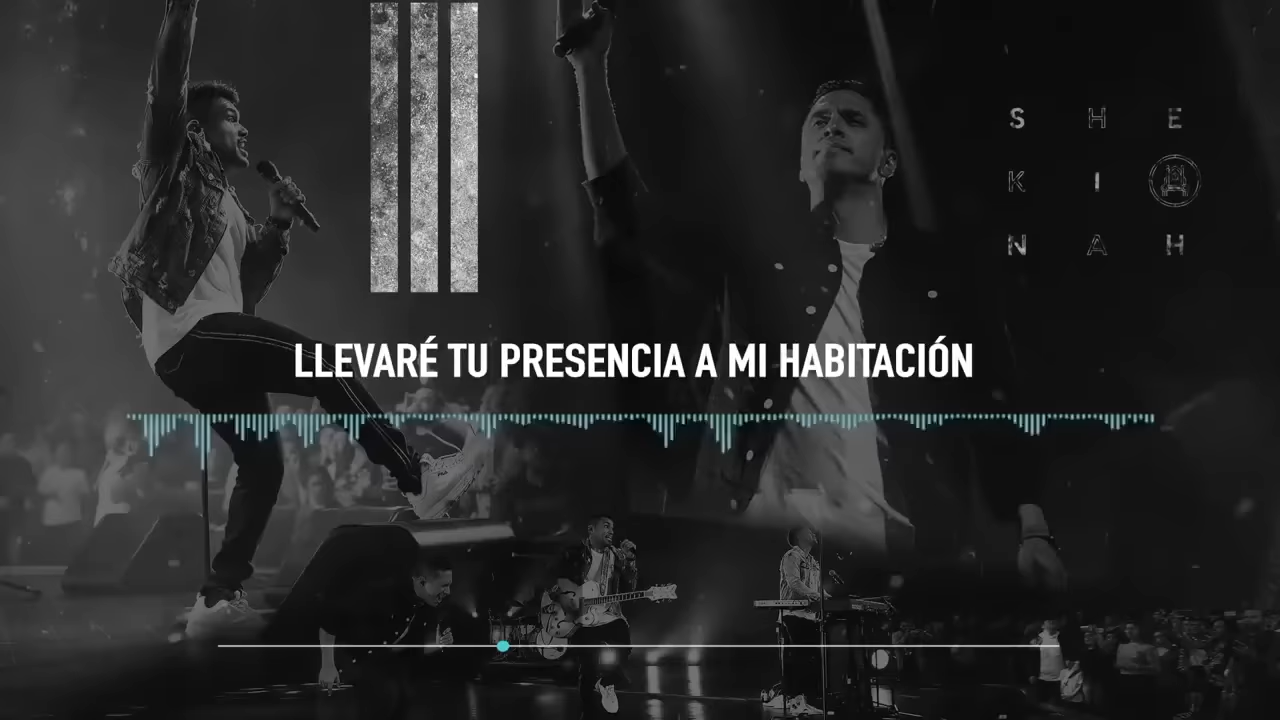 S H E
K I
N A H
LLEVARÉ TU PRESENCIA A MI HABITACIÓN